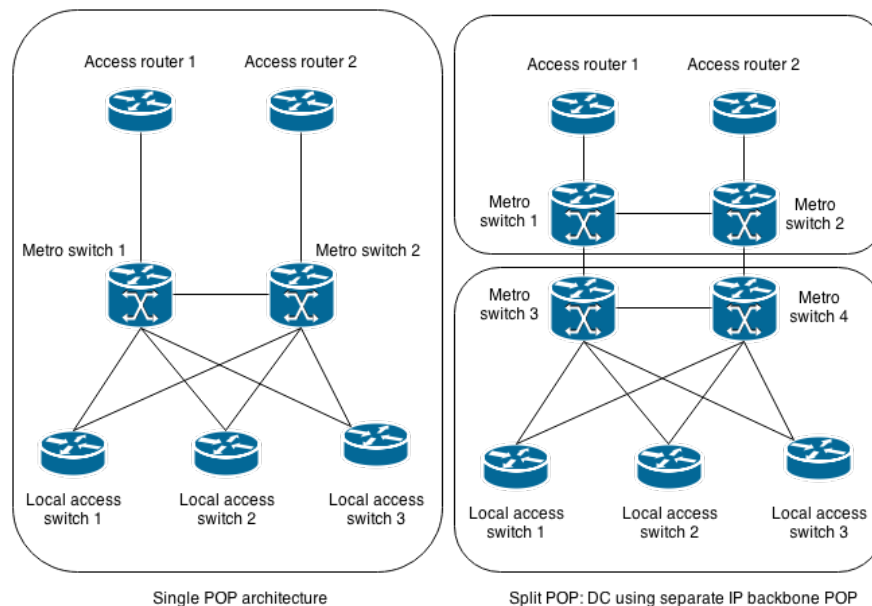 Access router 1
Access router 2
Metro switch 1
Metro switch 2
Local access
switch 1
Local access
switch 2
Local access
switch 3
Single POP architecture
Access router 1
Access router 2
Metro
switch 1
Metro
switch 2
Metro
switch 3
Metro
switch 4
Local access
switch 1
Local access
switch 2
Local access
switch 3
Split POP: DC using separate IP backbone POP